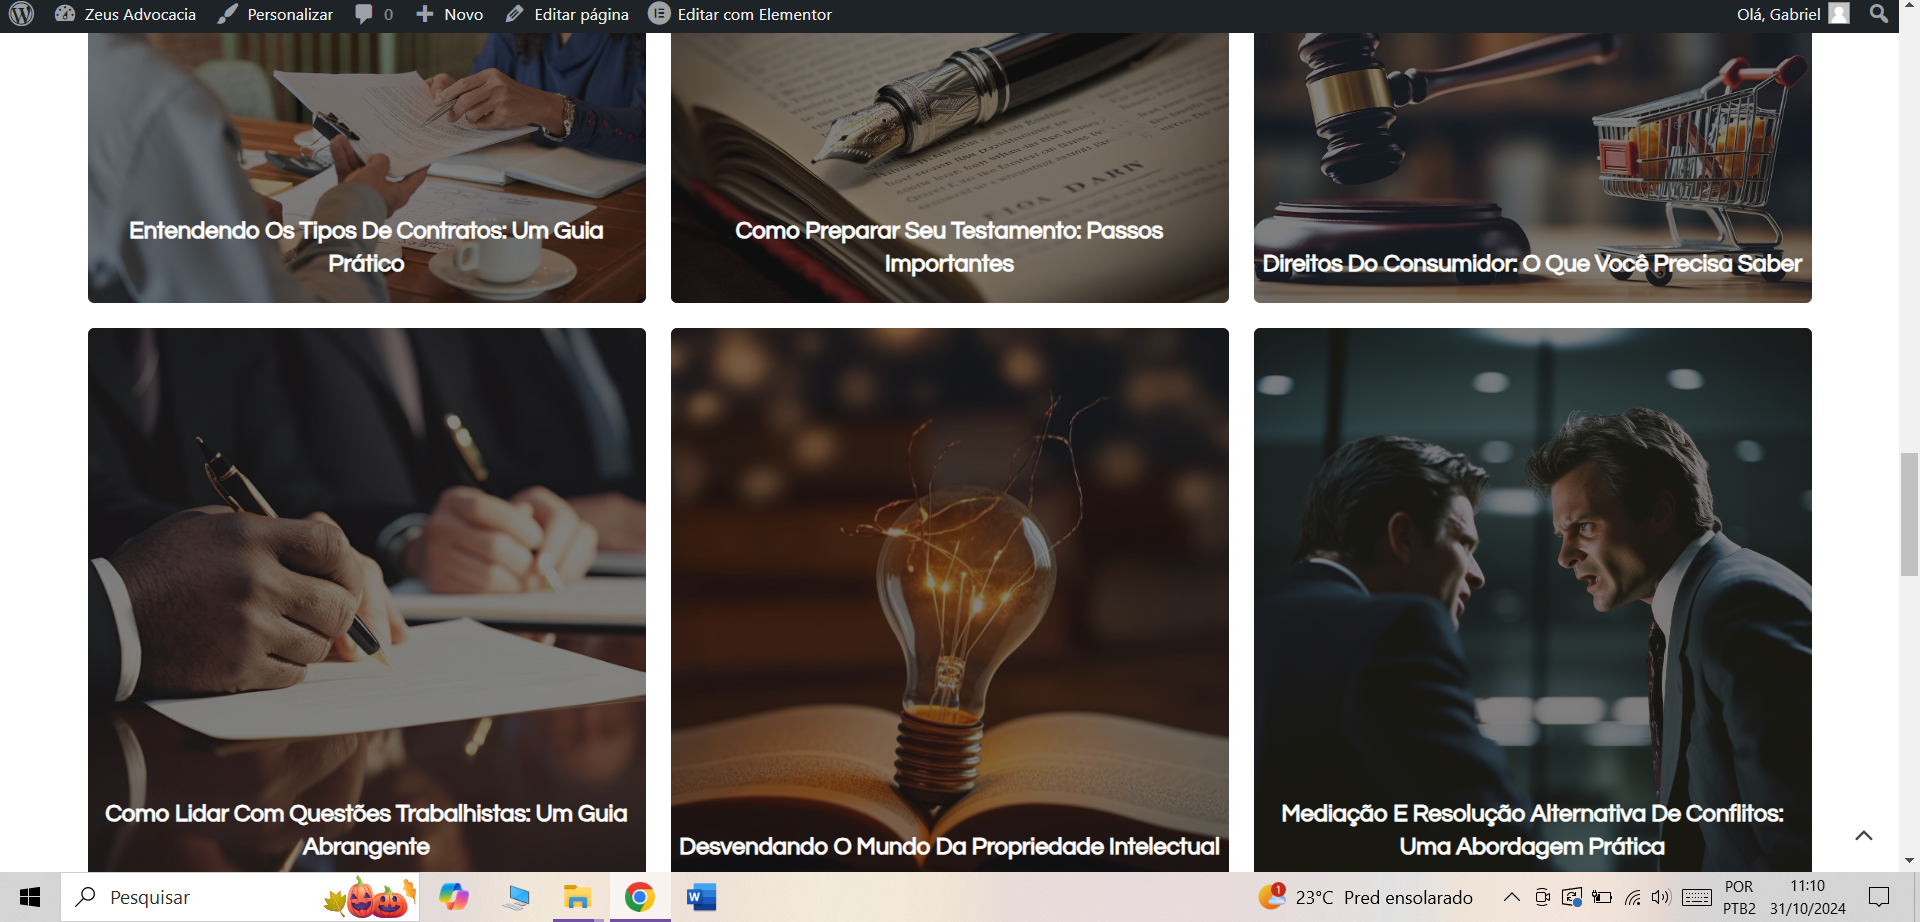 Zeus Advocacia Personalizar 0 Novo Editar página Editar com Elementor Olá, Gabriel
DARN
Entendendo Os Tipos De Contratos: Um Guia
Prático
Como Preparar Seu Testamento: Passos
Importantes
Direitos Do Consumidor: O Que Você Precisa Saber
Como Lidar Com Questões Trabalhistas: Um Guia
Abrangente
Desvendando O Mundo Da Propriedade Intelectual
Mediação E Resolução Alternativa De Conflitos:
Uma Abordagem Prática
Pesquisar
1
23°C Pred ensolarado
POR
PTB2
11:10
31/10/2024